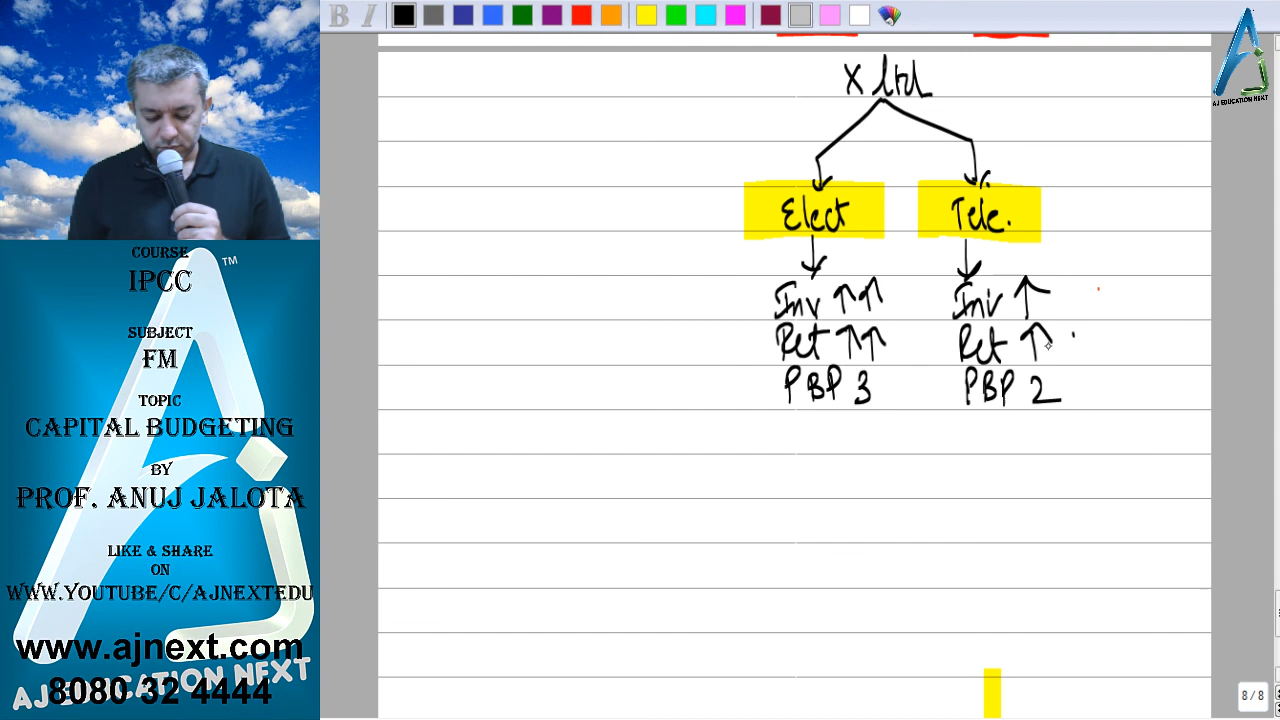 B I
COURSE
IPCC
SUBJECT
FM
TOPIC
CAPITAL BUDGETING
BY
PROF. ANUJ JALOTA
LIKE & SHARE
ON
WWW.YOUTUBE/C/AJNEXTEDU
www.ajnext.com
8080 32 4444
AJ EDUCATION NEXT
TM
AJ EDUCATION NEXT
X Ltd
Elect Tele.
Inv ↑↑ Inv ↑
Ret ↑↑ Ret ↑
PBP 3 PBP 2
8/8